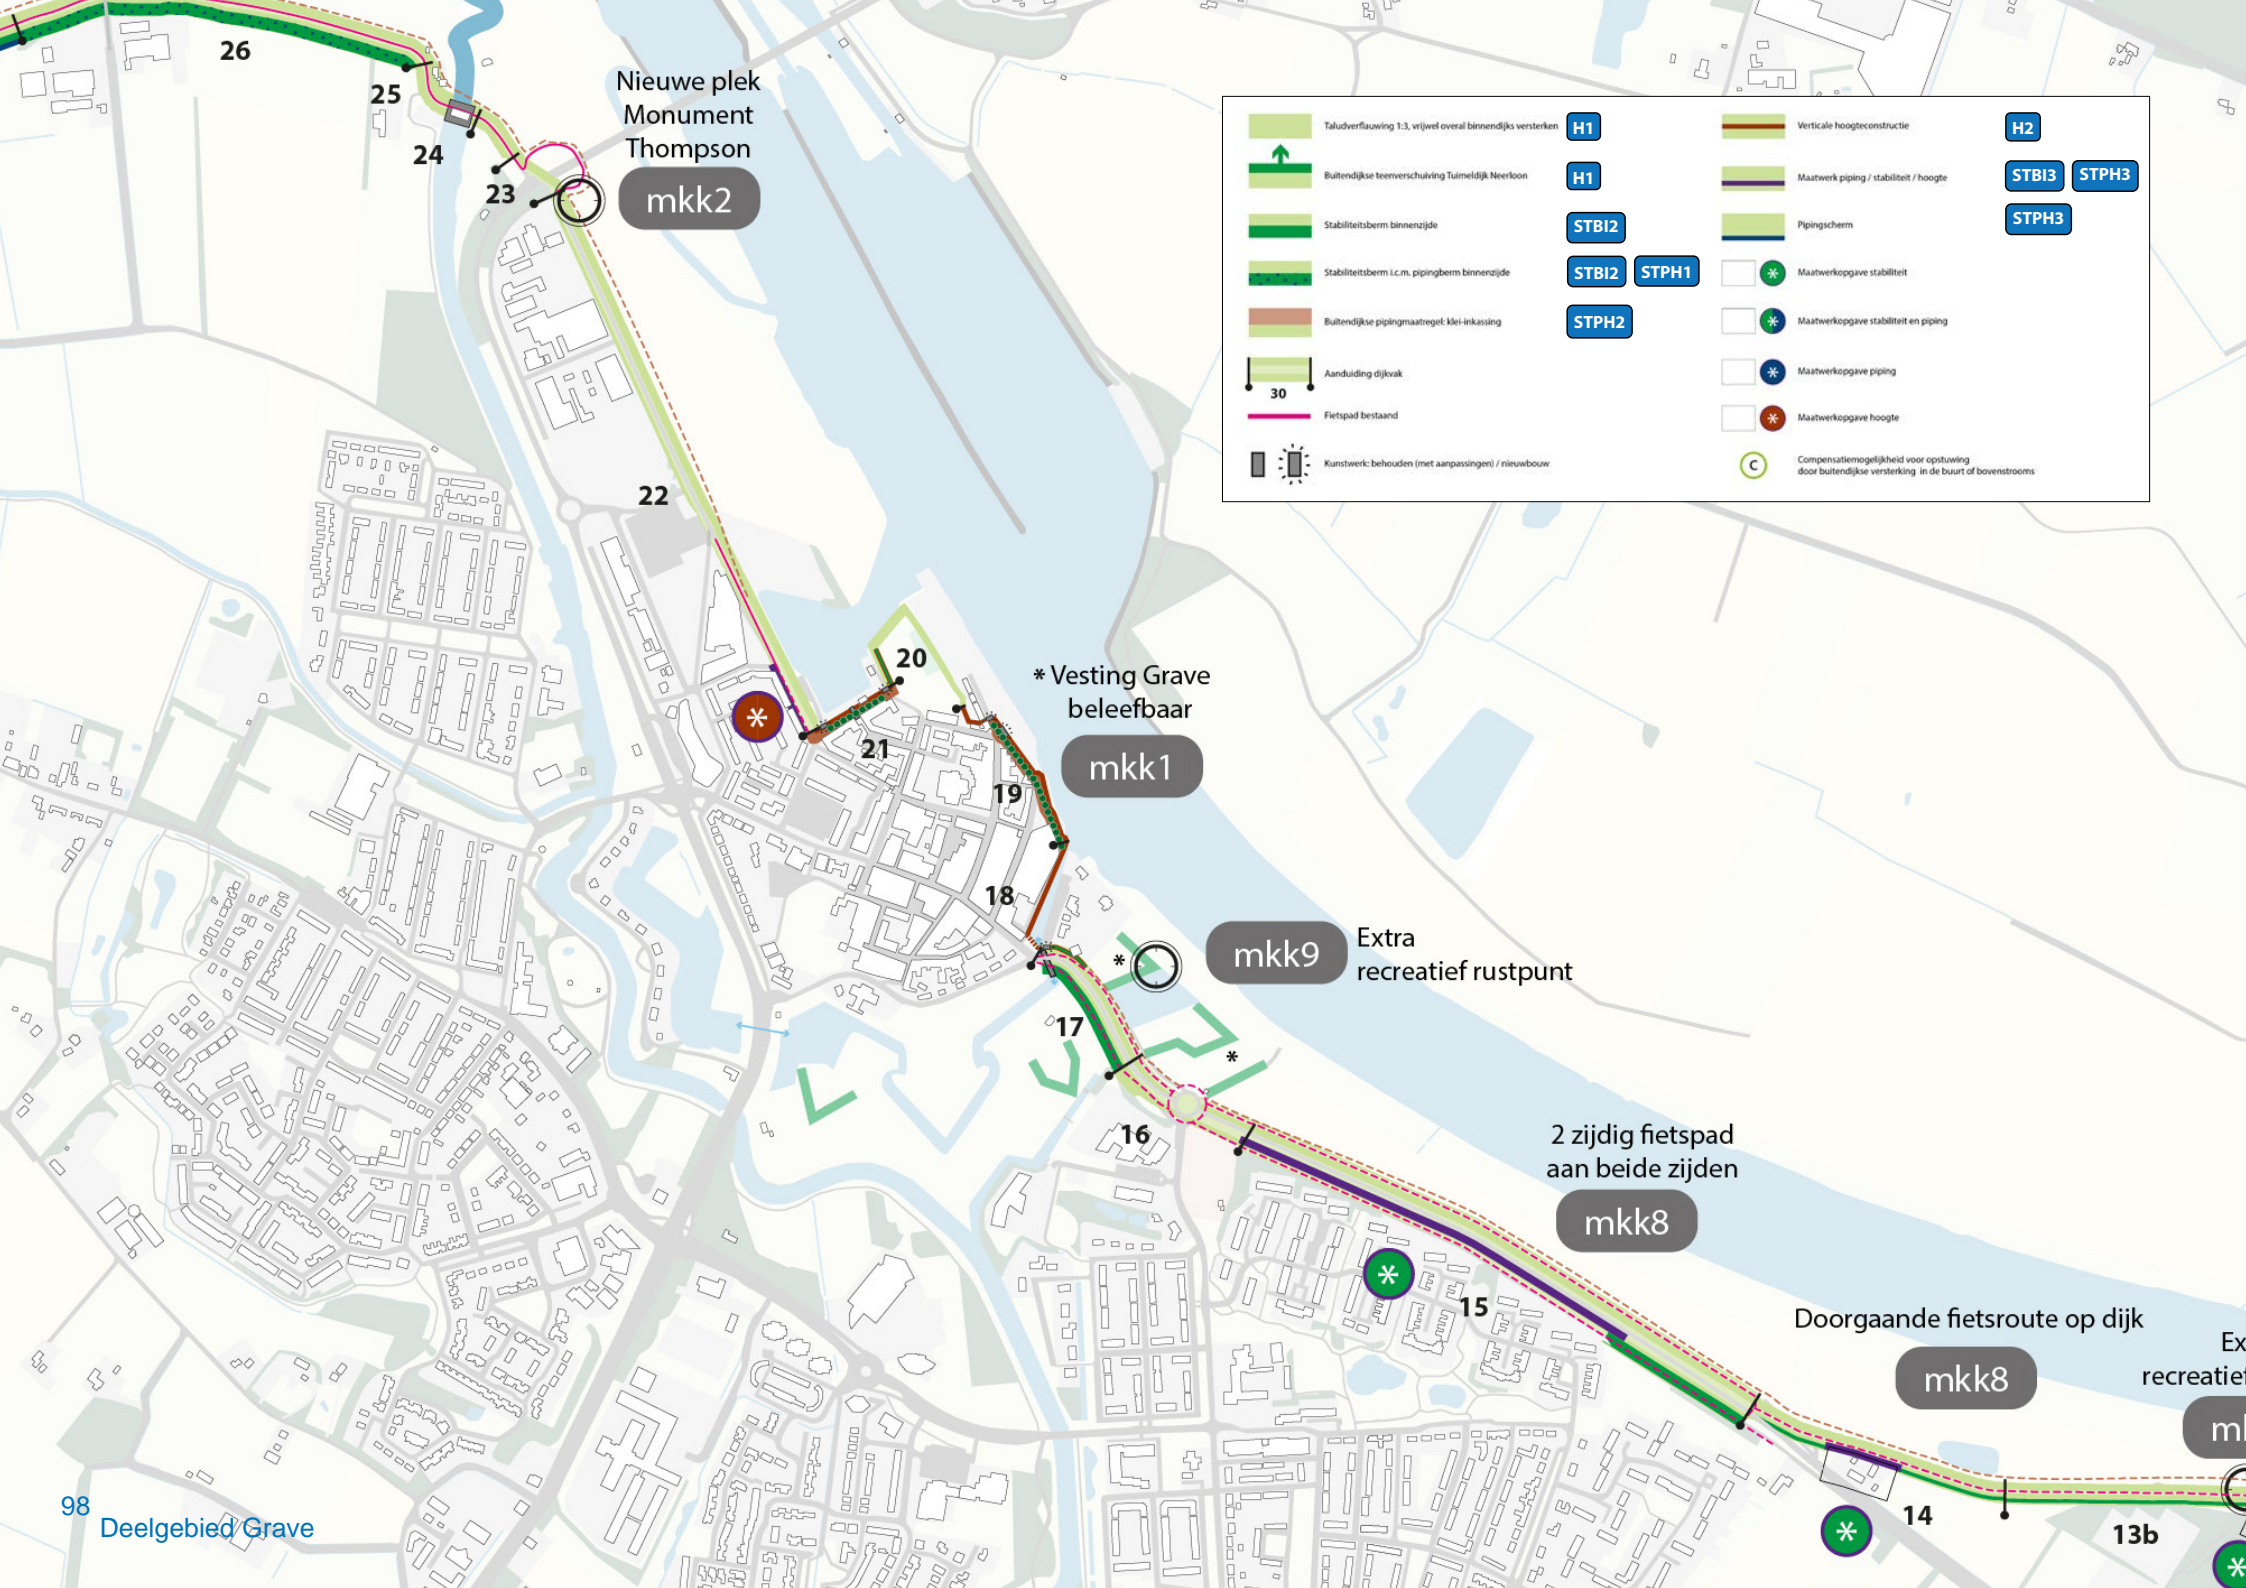 26
25
24
23
Nieuwe plek
Monument
Thompson
mkk2
Taludverflauwing 1:3, vrijwel overal binnendijks versterken
H1
Buitendijkse teenverschuiving Tuimeldijk Neerloon
H1
Stabiliteitsberm binnenzijde
STBI2
Stabiliteitsberm i.c.m. pipingberm binnenzijde
STBI2 STPH1
Buitendijkse pipingmaatregel: klei-inkassing
STPH2
30
Aanduiding dijkvak
Fietspad bestaand
Kunstwerk: behouden (met aanpassingen) / nieuwbouw
Verticale hoogteconstructie
H2
Maatwerk piping / stabiliteit / hoogte
STBI3 STPH3
Pipingscherm
STPH3
* Maatwerkopgave stabiliteit
* Maatwerkopgave stabiliteit en piping
* Maatwerkopgave piping
* Maatwerkopgave hoogte
C
Compensatiemogelijkheid voor opstuwing
door buitendijkse versterking in de buurt of bovenstrooms
22
20
* Vesting Grave
beleefbaar
mkk1
*
21
19
18
*
mkk9
Extra
recreatief rustpunt
17
*
16
2 zijdig fietspad
aan beide zijden
mkk8
*
15
Doorgaande fietsroute op dijk
mkk8
Ex
recreatief
m
14
13b
*
*
98
Deelgebied Grave